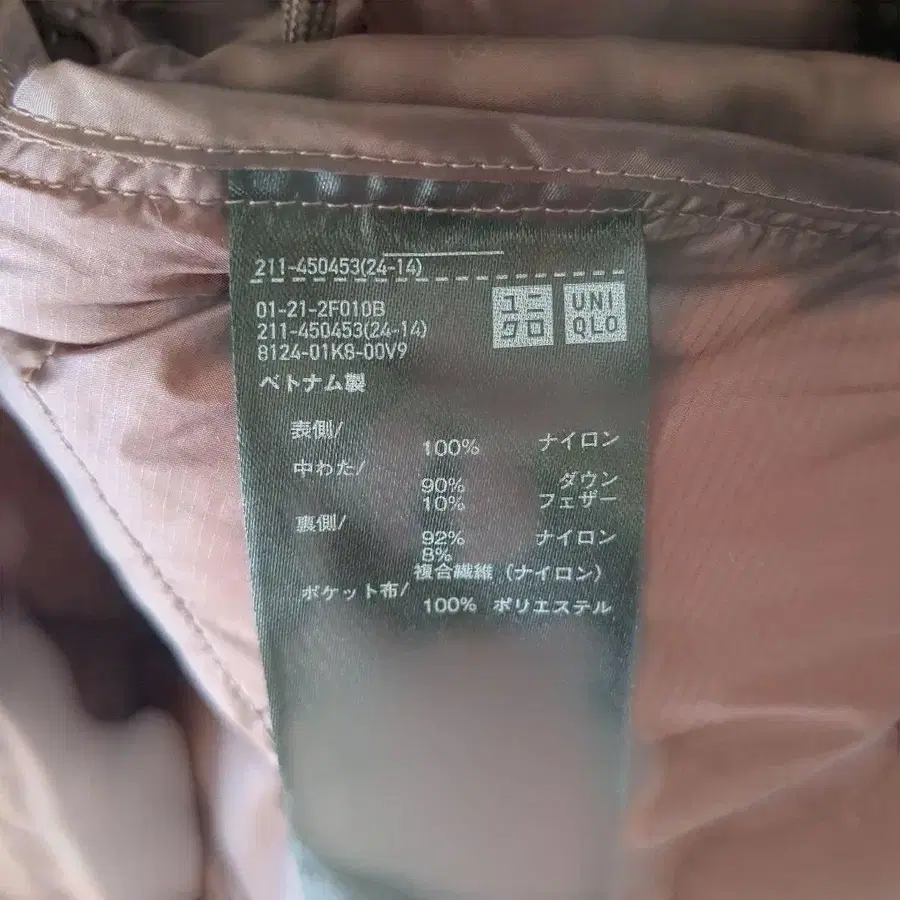 211-450453(24-14)
01-21-2F010B
211-450453(24-14)
8124-01K8-00V9
ユニ
クロ
UNI
QLO
ベトナム製
表側/
100% ナイロン
中わた/
90% ダウン
10% フェザー
裏側/
92% ナイロン
8%
複合繊維 (ナイロン)
ポケット布/
100% ポリエステル